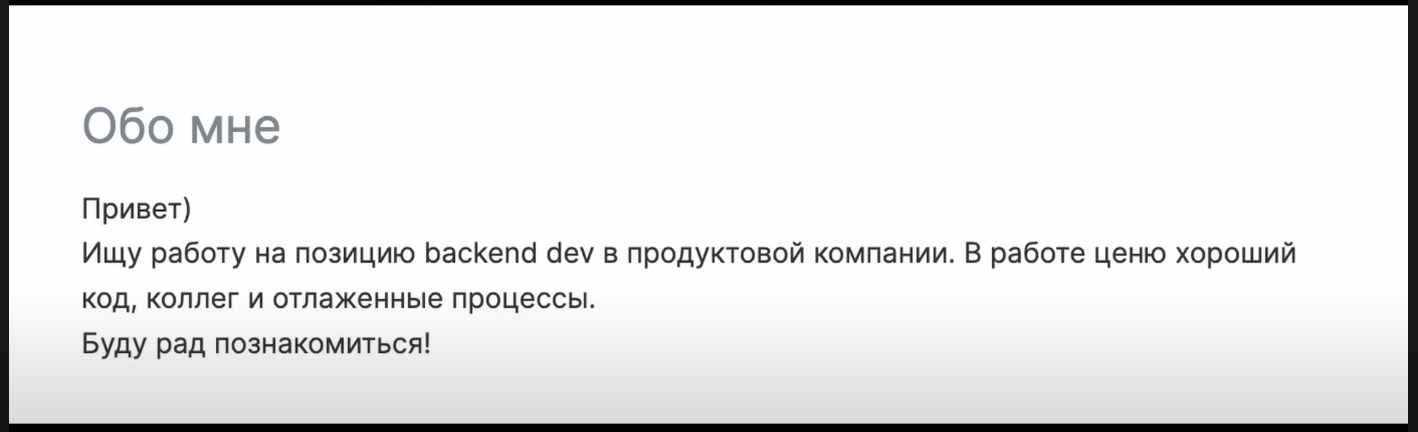 Обо мне
Привет)
Ищу работу на позицию backend dev в продуктовой компании. В работе ценю хороший
код, коллег и отлаженные процессы.
Буду рад познакомиться!